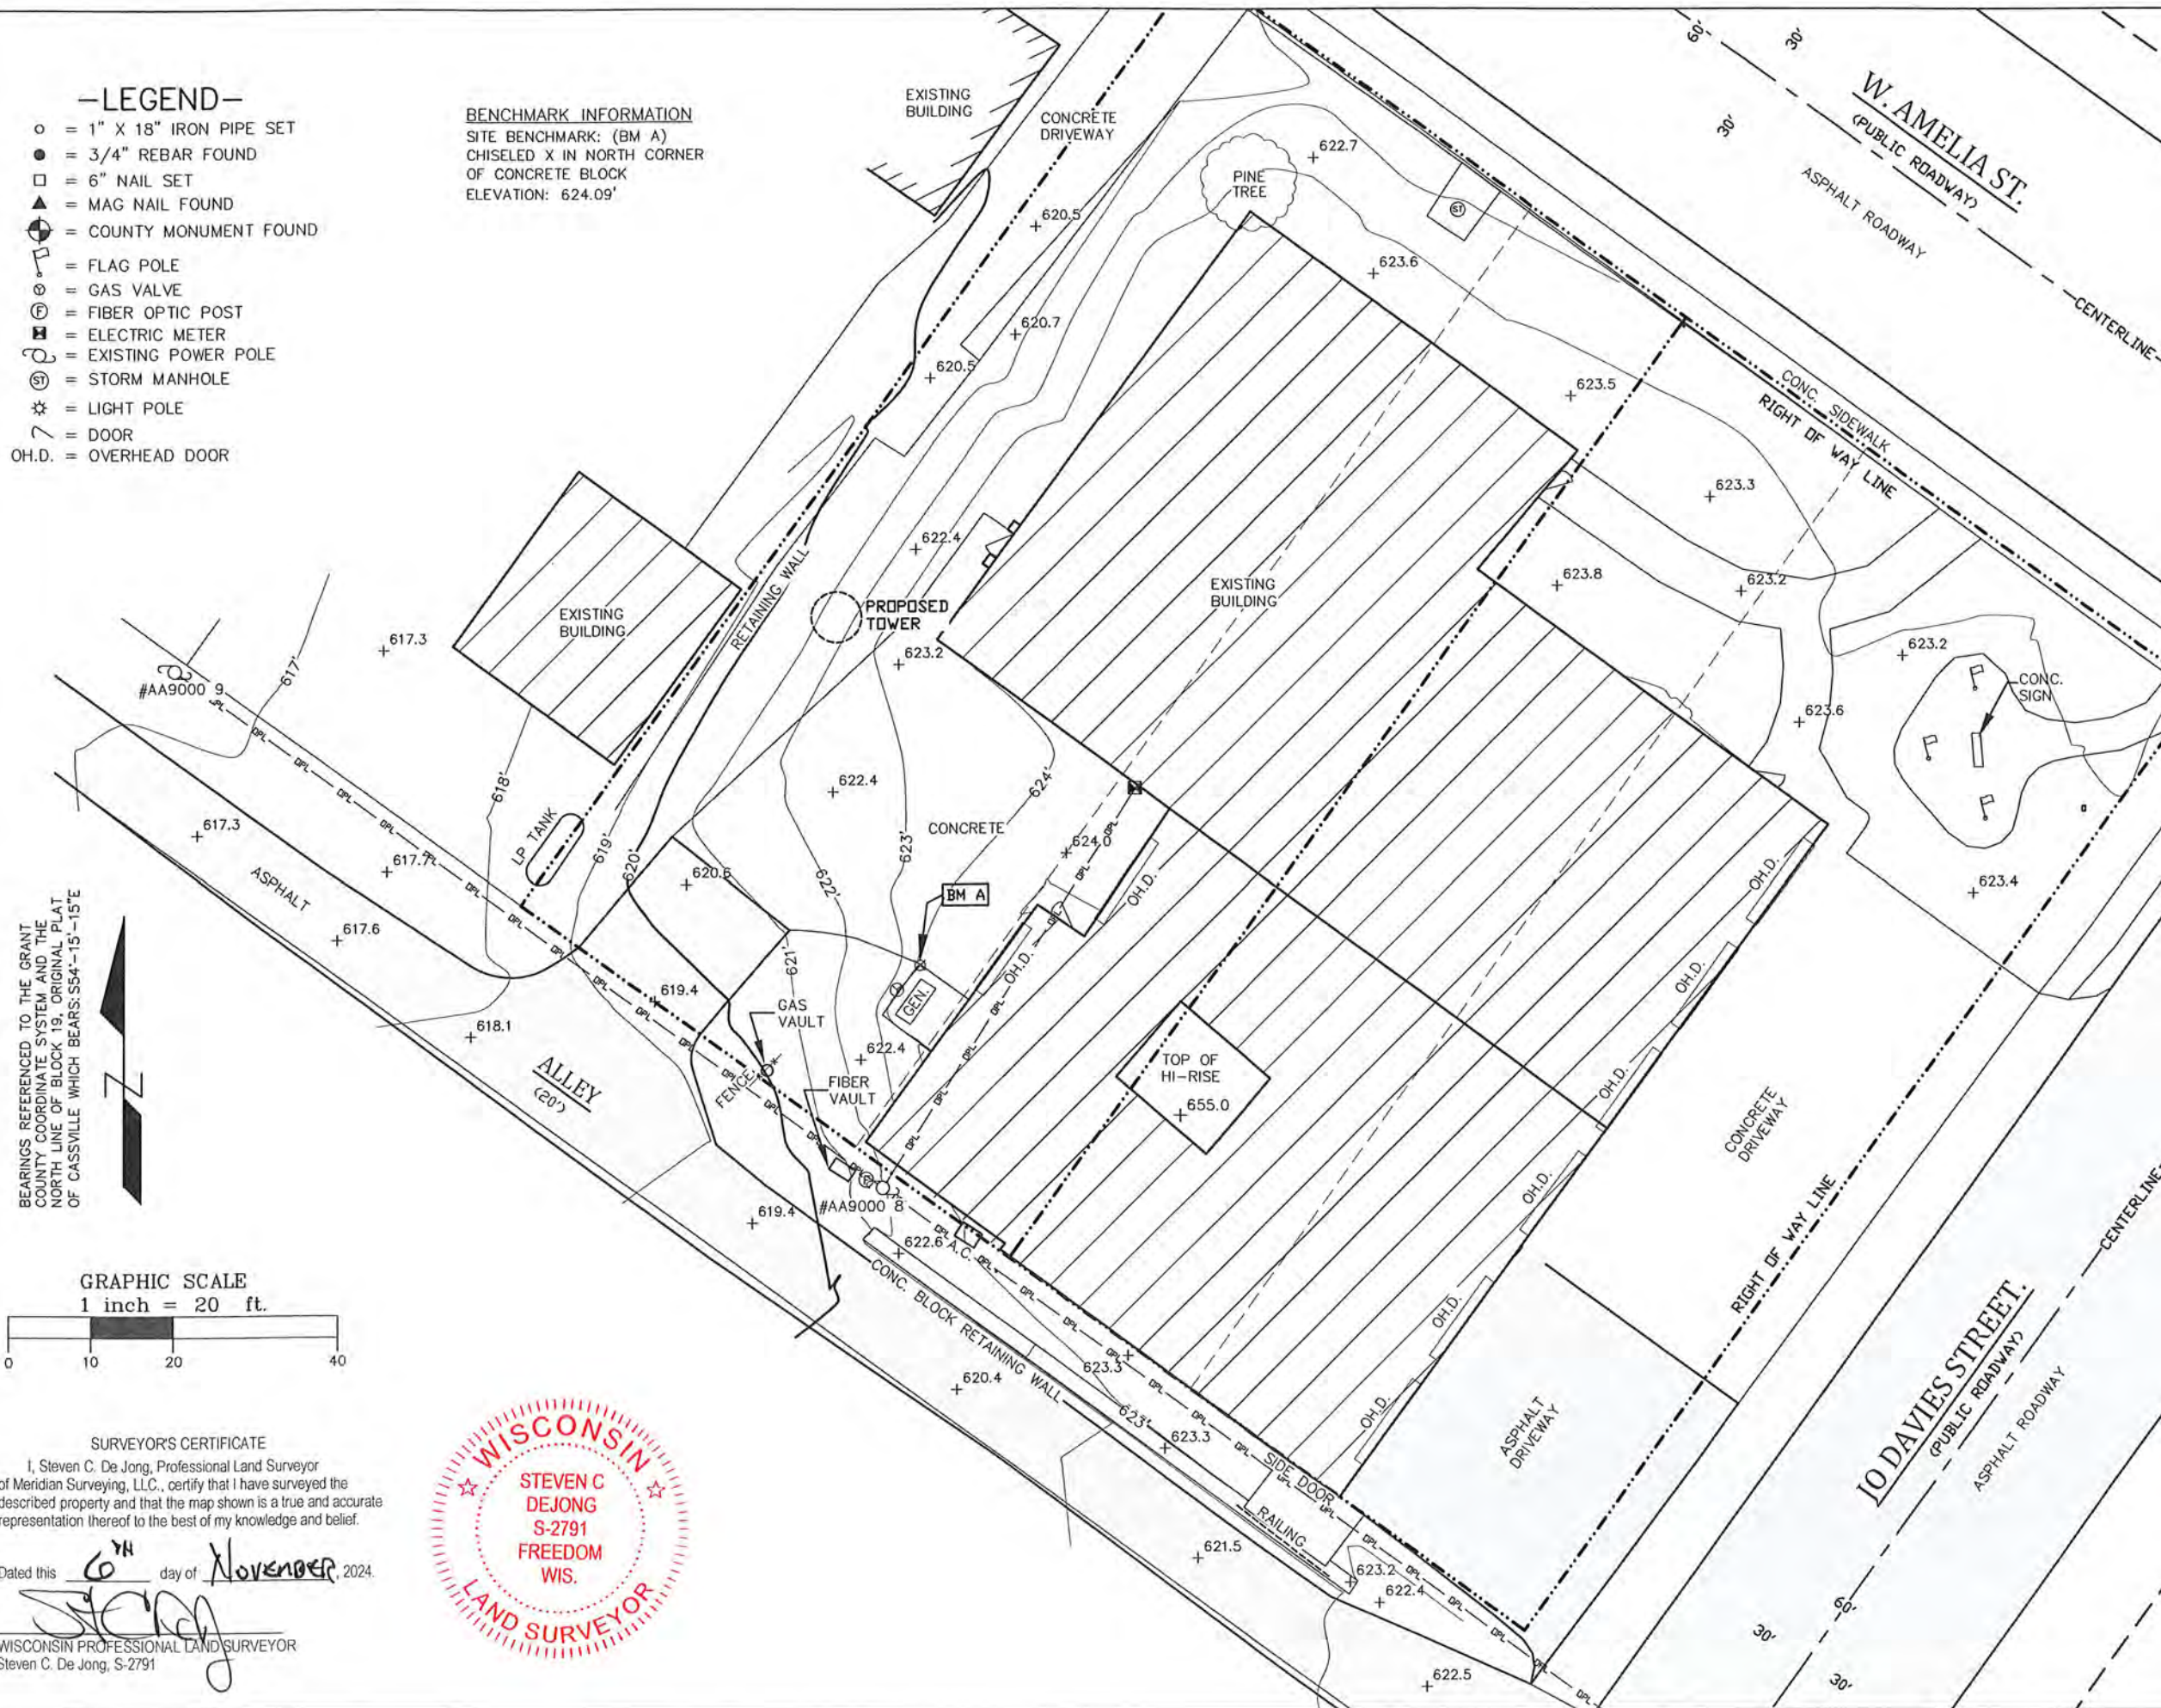 -LEGEND-
= 1" X 18" IRON PIPE SET
= 3/4" REBAR FOUND
= 6" NAIL SET
= MAG NAIL FOUND
= COUNTY MONUMENT FOUND
= FLAG POLE
= GAS VALVE
Ⓕ = FIBER OPTIC POST
= ELECTRIC METER
= EXISTING POWER POLE
ST = STORM MANHOLE
= LIGHT POLE
= DOOR
OH.D. = OVERHEAD DOOR
BENCHMARK INFORMATION
SITE BENCHMARK: (BM A)
CHISELED X IN NORTH CORNER
OF CONCRETE BLOCK
ELEVATION: 624.09'
EXISTING
BUILDING
CONCRETE
DRIVEWAY
PINE
TREE
622.7
ST
60'
30'
30'
W. AMELIA ST.
(PUBLIC ROADWAY)
ASPHALT ROADWAY
CENTERLINE
620.5
623.6
620.7
620.5
623.5
CONC. SIDEWALK
RIGHT OF WAY LINE
623.3
622.4
RETAINING WALL
EXISTING
BUILDING
PROPOSED
TOWER
623.2
EXISTING
BUILDING
623.8
623.2
623.2
CONC.
SIGN
623.6
617.3
617'
#AA9000 9
OPL
618'
622.4
624'
CONCRETE
623'
624.0
OPL
OH.D.
OH.D.
623.4
617.3
617.7
ASPHALT
617.6
LP TANK
619'
620'
620.6
622'
BM A
OH.D.
OH.D.
621'
GEN.
619.4
GAS
VAULT
618.1
622.4
FENCE
FIBER
VAULT
ALLEY
(20')
TOP OF
HI-RISE
655.0
OH.D.
CONCRETE
DRIVEWAY
OH.D.
619.4
#AA9000 8
622.6
A.C.
CONC. BLOCK RETAINING WALL
RIGHT OF WAY LINE
CENTERLINE
OH.D.
620.4
623.3
623'
623.3
OH.D.
ASPHALT
DRIVEWAY
SIDE DOOR
RAILING
621.5
623.2
622.4
622.5
JO DAVIES STREET.
(PUBLIC ROADWAY)
ASPHALT ROADWAY
60'
30'
30'
BEARINGS REFERENCED TO THE GRANT
COUNTY COORDINATE SYSTEM AND THE
NORTH LINE OF BLOCK 19, ORIGINAL PLAT
OF CASSVILLE WHICH BEARS: S54°-15'-15"E
GRAPHIC SCALE
1 inch = 20 ft.
0 10 20 40
SURVEYOR'S CERTIFICATE
I, Steven C. De Jong, Professional Land Surveyor
of Meridian Surveying, LLC., certify that I have surveyed the
described property and that the map shown is a true and accurate
representation thereof to the best of my knowledge and belief.
Dated this 6TH day of NOVEMBER, 2024.
WISCONSIN PROFESSIONAL LAND SURVEYOR
Steven C. De Jong, S-2791
WISCONSIN
STEVEN C
DEJONG
S-2791
FREEDOM
WIS.
LAND SURVEYOR